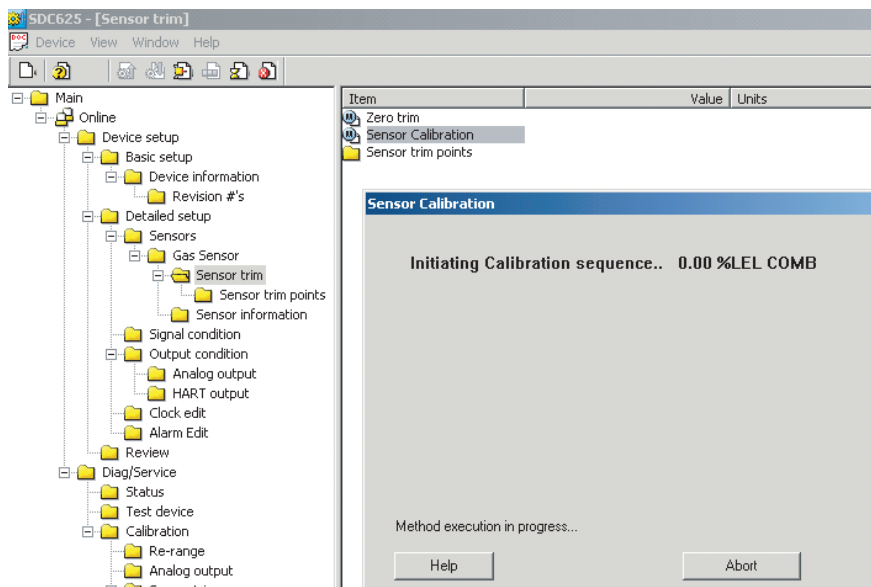 SDC625 - [Sensor trim]
DOC
Device View Window Help
Main
Online
Device setup
Basic setup
Device information
Revision #'s
Detailed setup
Sensors
Gas Sensor
Sensor trim
Sensor trim points
Sensor information
Signal condition
Output condition
Analog output
HART output
Clock edit
Alarm Edit
Review
Diag/Service
Status
Test device
Calibration
Re-range
Analog output
Item Value Units
Zero trim
Sensor Calibration
Sensor trim points
Sensor Calibration
Initiating Calibration sequence.. 0.00 %LEL COMB
Method execution in progress...
Help Abort